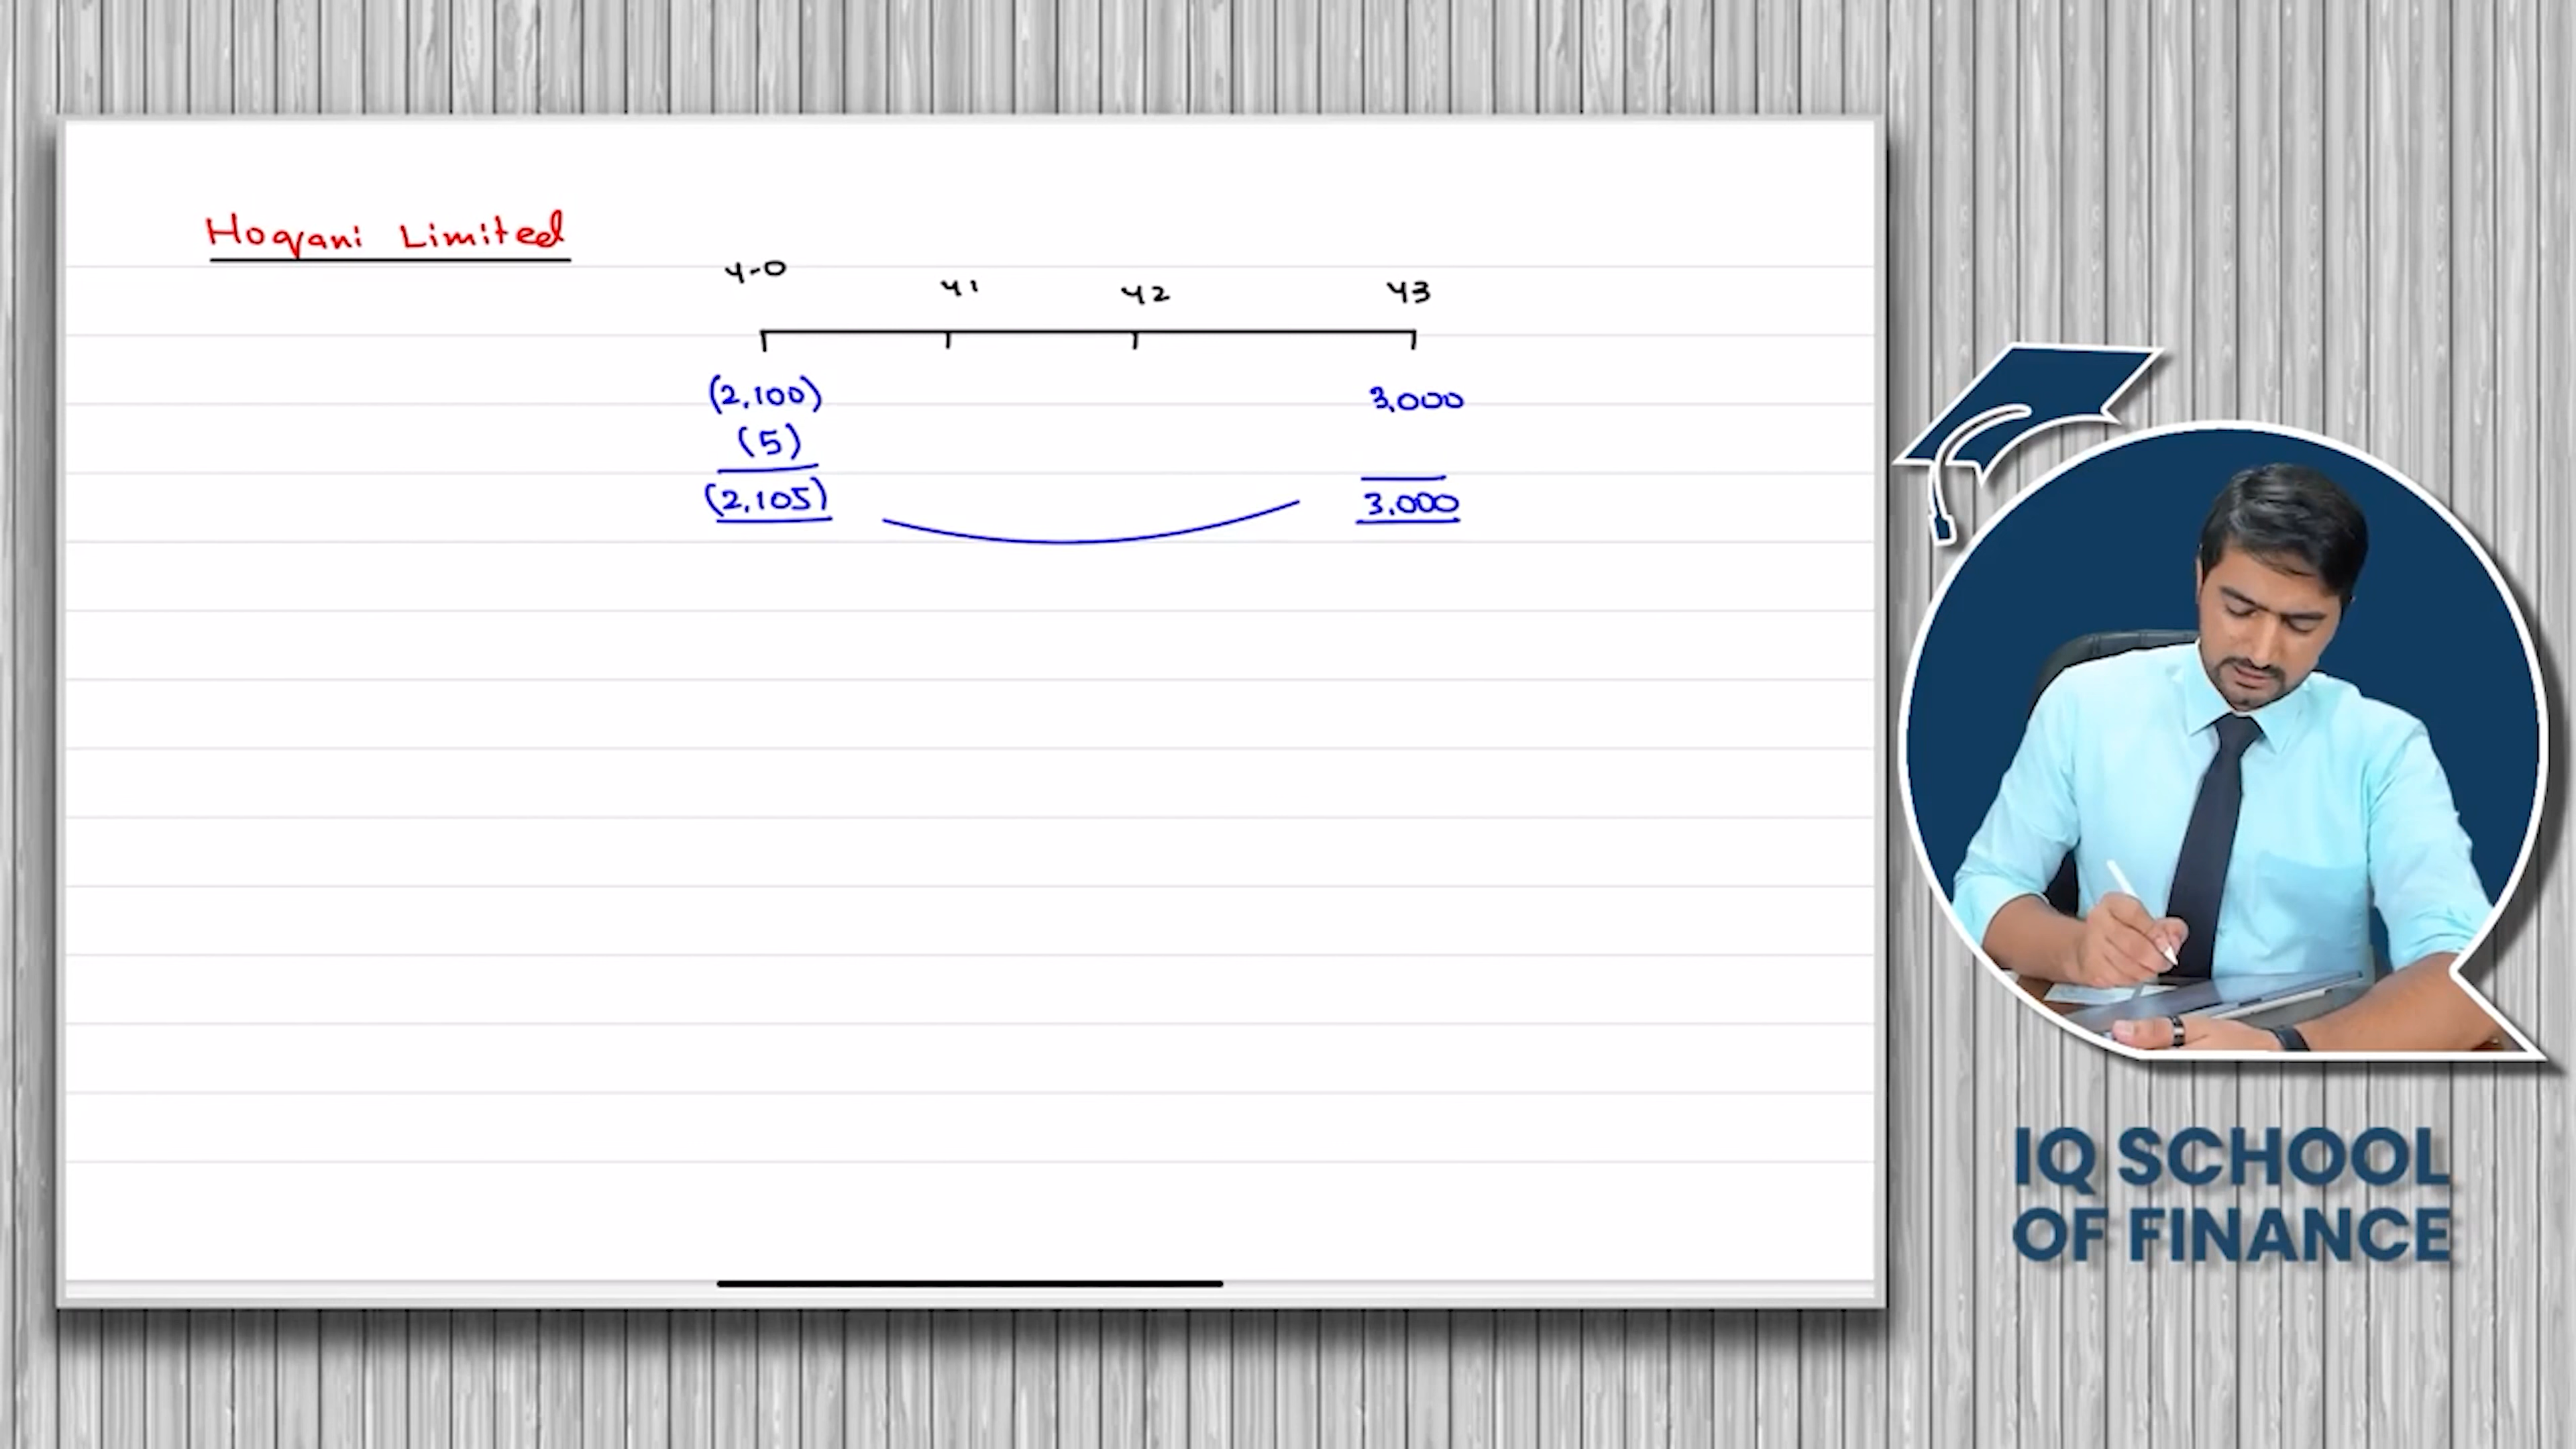 Hoqani Limited
Y-0 Y1 Y2 Y3
(2,100) 3,000
(5)
(2,105) 3,000
IQ SCHOOL
OF FINANCE